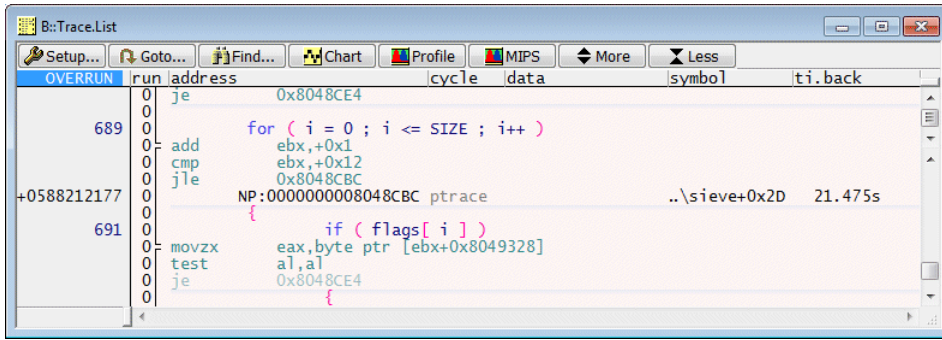 B::Trace.List
Setup... Goto... Find... Chart Profile MIPS More Less
OVERRUN run address cycle data symbol ti.back
0 je 0x8048CE4
0
689 0 for ( i = 0 ; i <= SIZE ; i++ )
0 add ebx,+0x1
0 cmp ebx,+0x12
0 jle 0x8048CBC
+0588212177 0 NP:0000000008048CBC ptrace ..\sieve+0x2D 21.475s
0 {
691 0 if ( flags[ i ] )
0 movzx eax,byte ptr [ebx+0x8049328]
0 test al,al
0 je 0x8048CE4
0 {